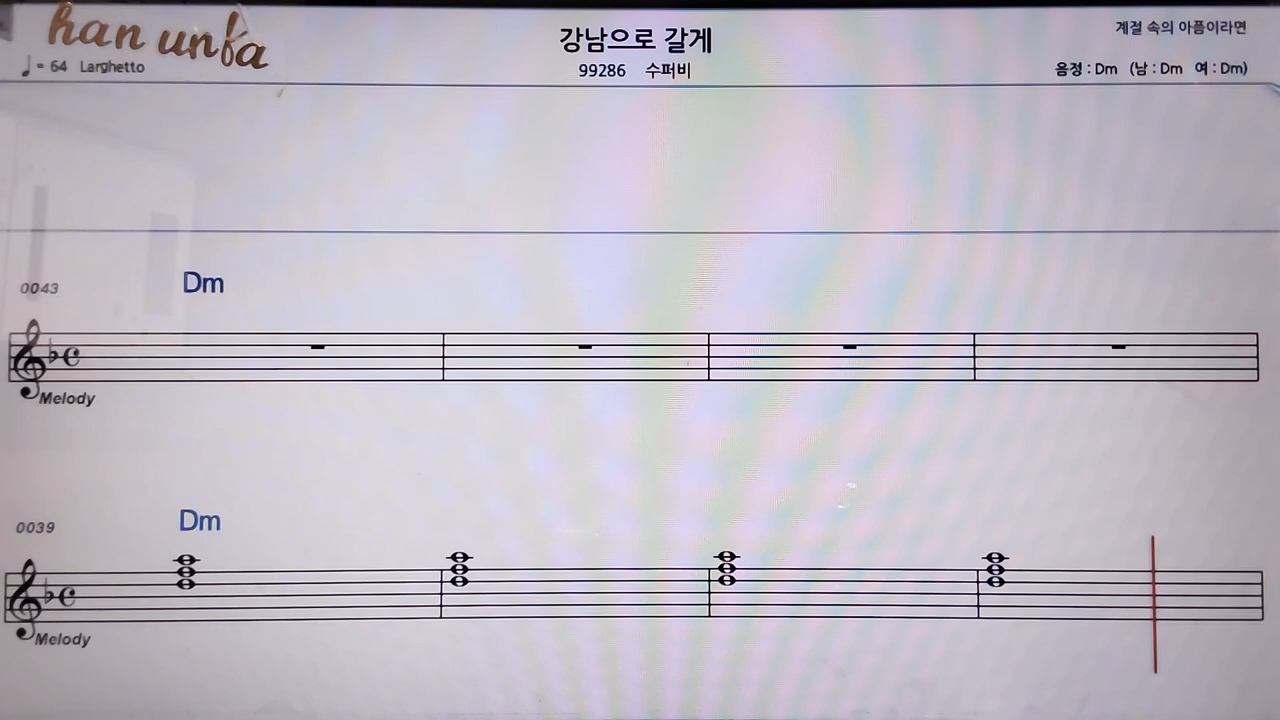 han unfa
강남으로 갈게
계절 속의 아픔이라면
♩ = 64 Larghetto
99286 수퍼비
음정 : Dm (남 : Dm 여 : Dm)
0043
Dm
Melody
0039
Dm
Melody